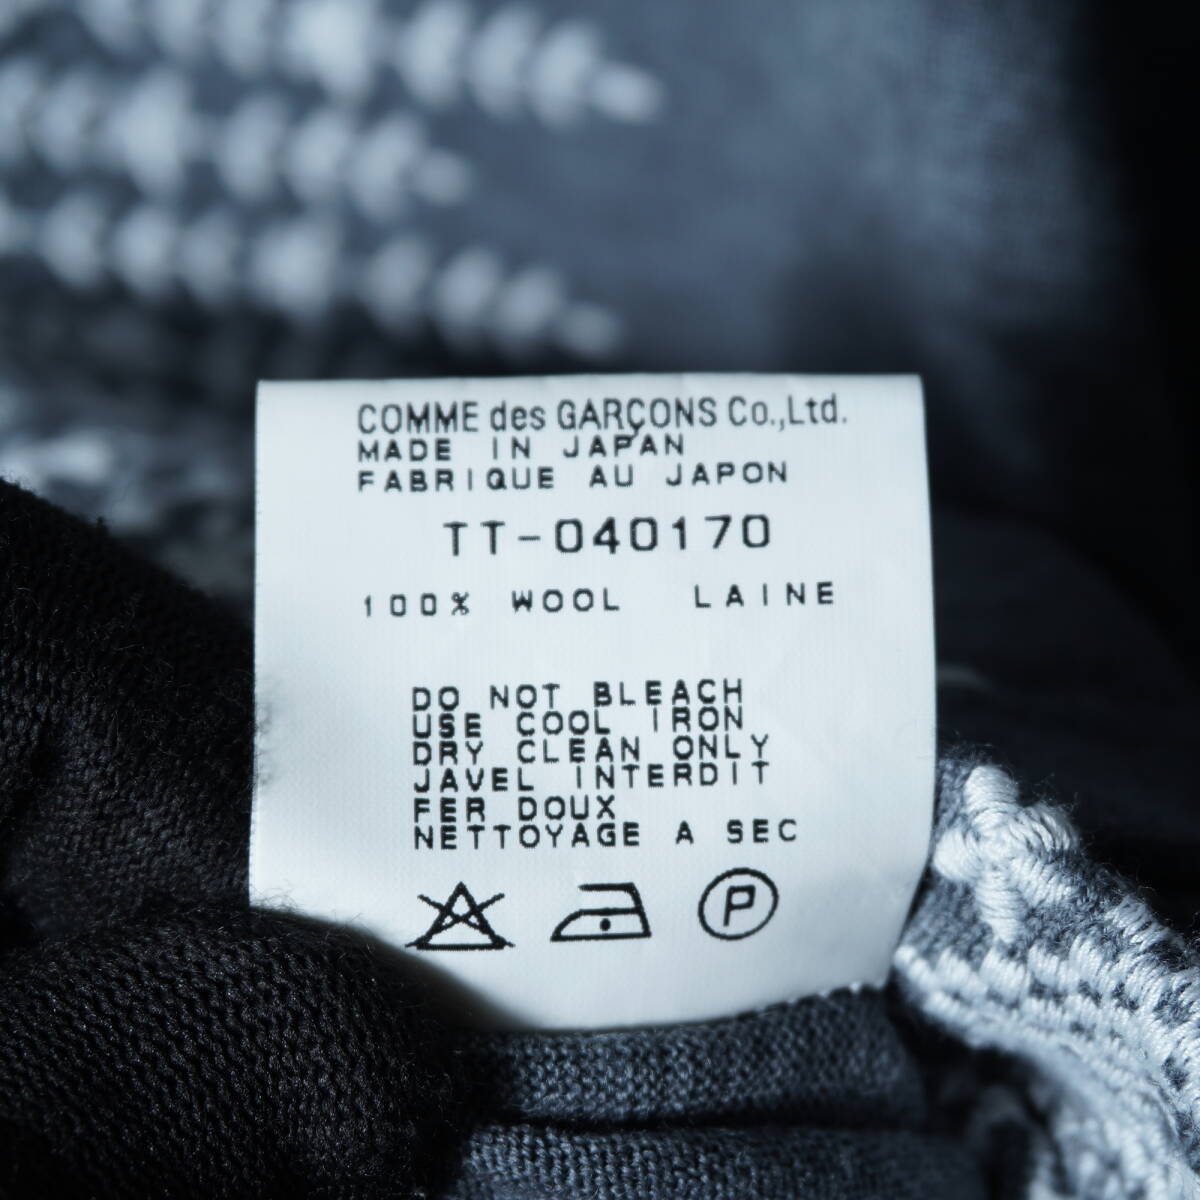 COMME des GARÇONS Co.,Ltd.
MADE IN JAPAN
FABRIQUE AU JAPON
TT-040170
100% WOOL LAINE
DO NOT BLEACH
USE COOL IRON
DRY CLEAN ONLY
JAVEL INTERDIT
FER DOUX
NETTOYAGE A SEC
P